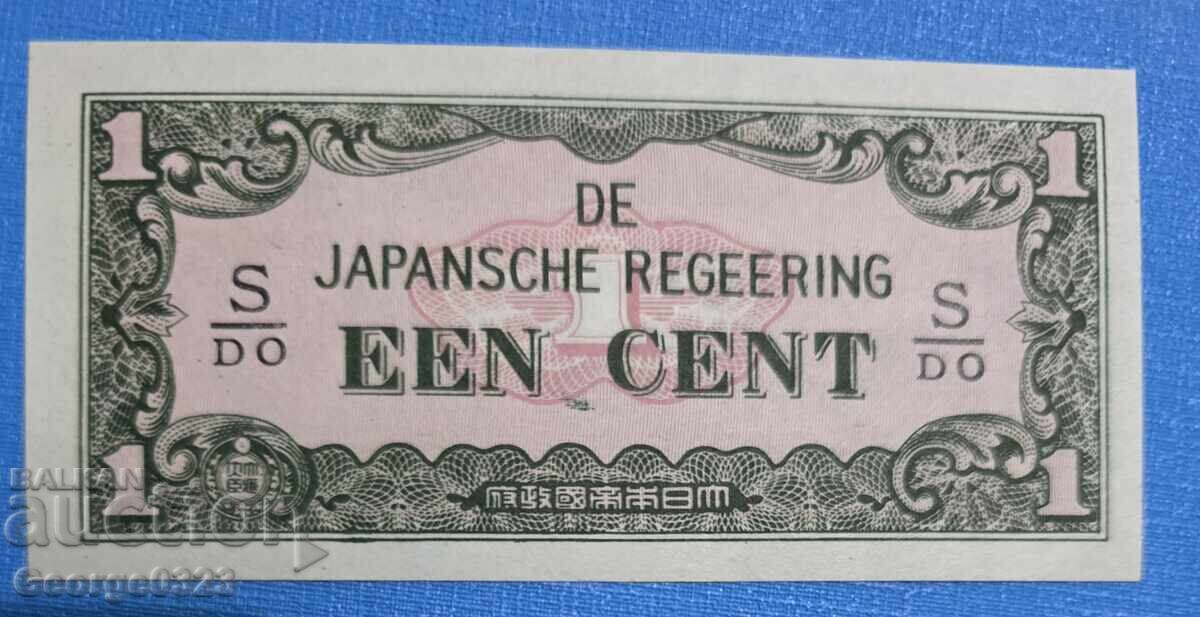 1 1
DE
JAPANSCHE REGEERING
1
S
DO
S
DO
EEN CENT
府政國帝本日大
1 1
BALKAN
auction
George0323